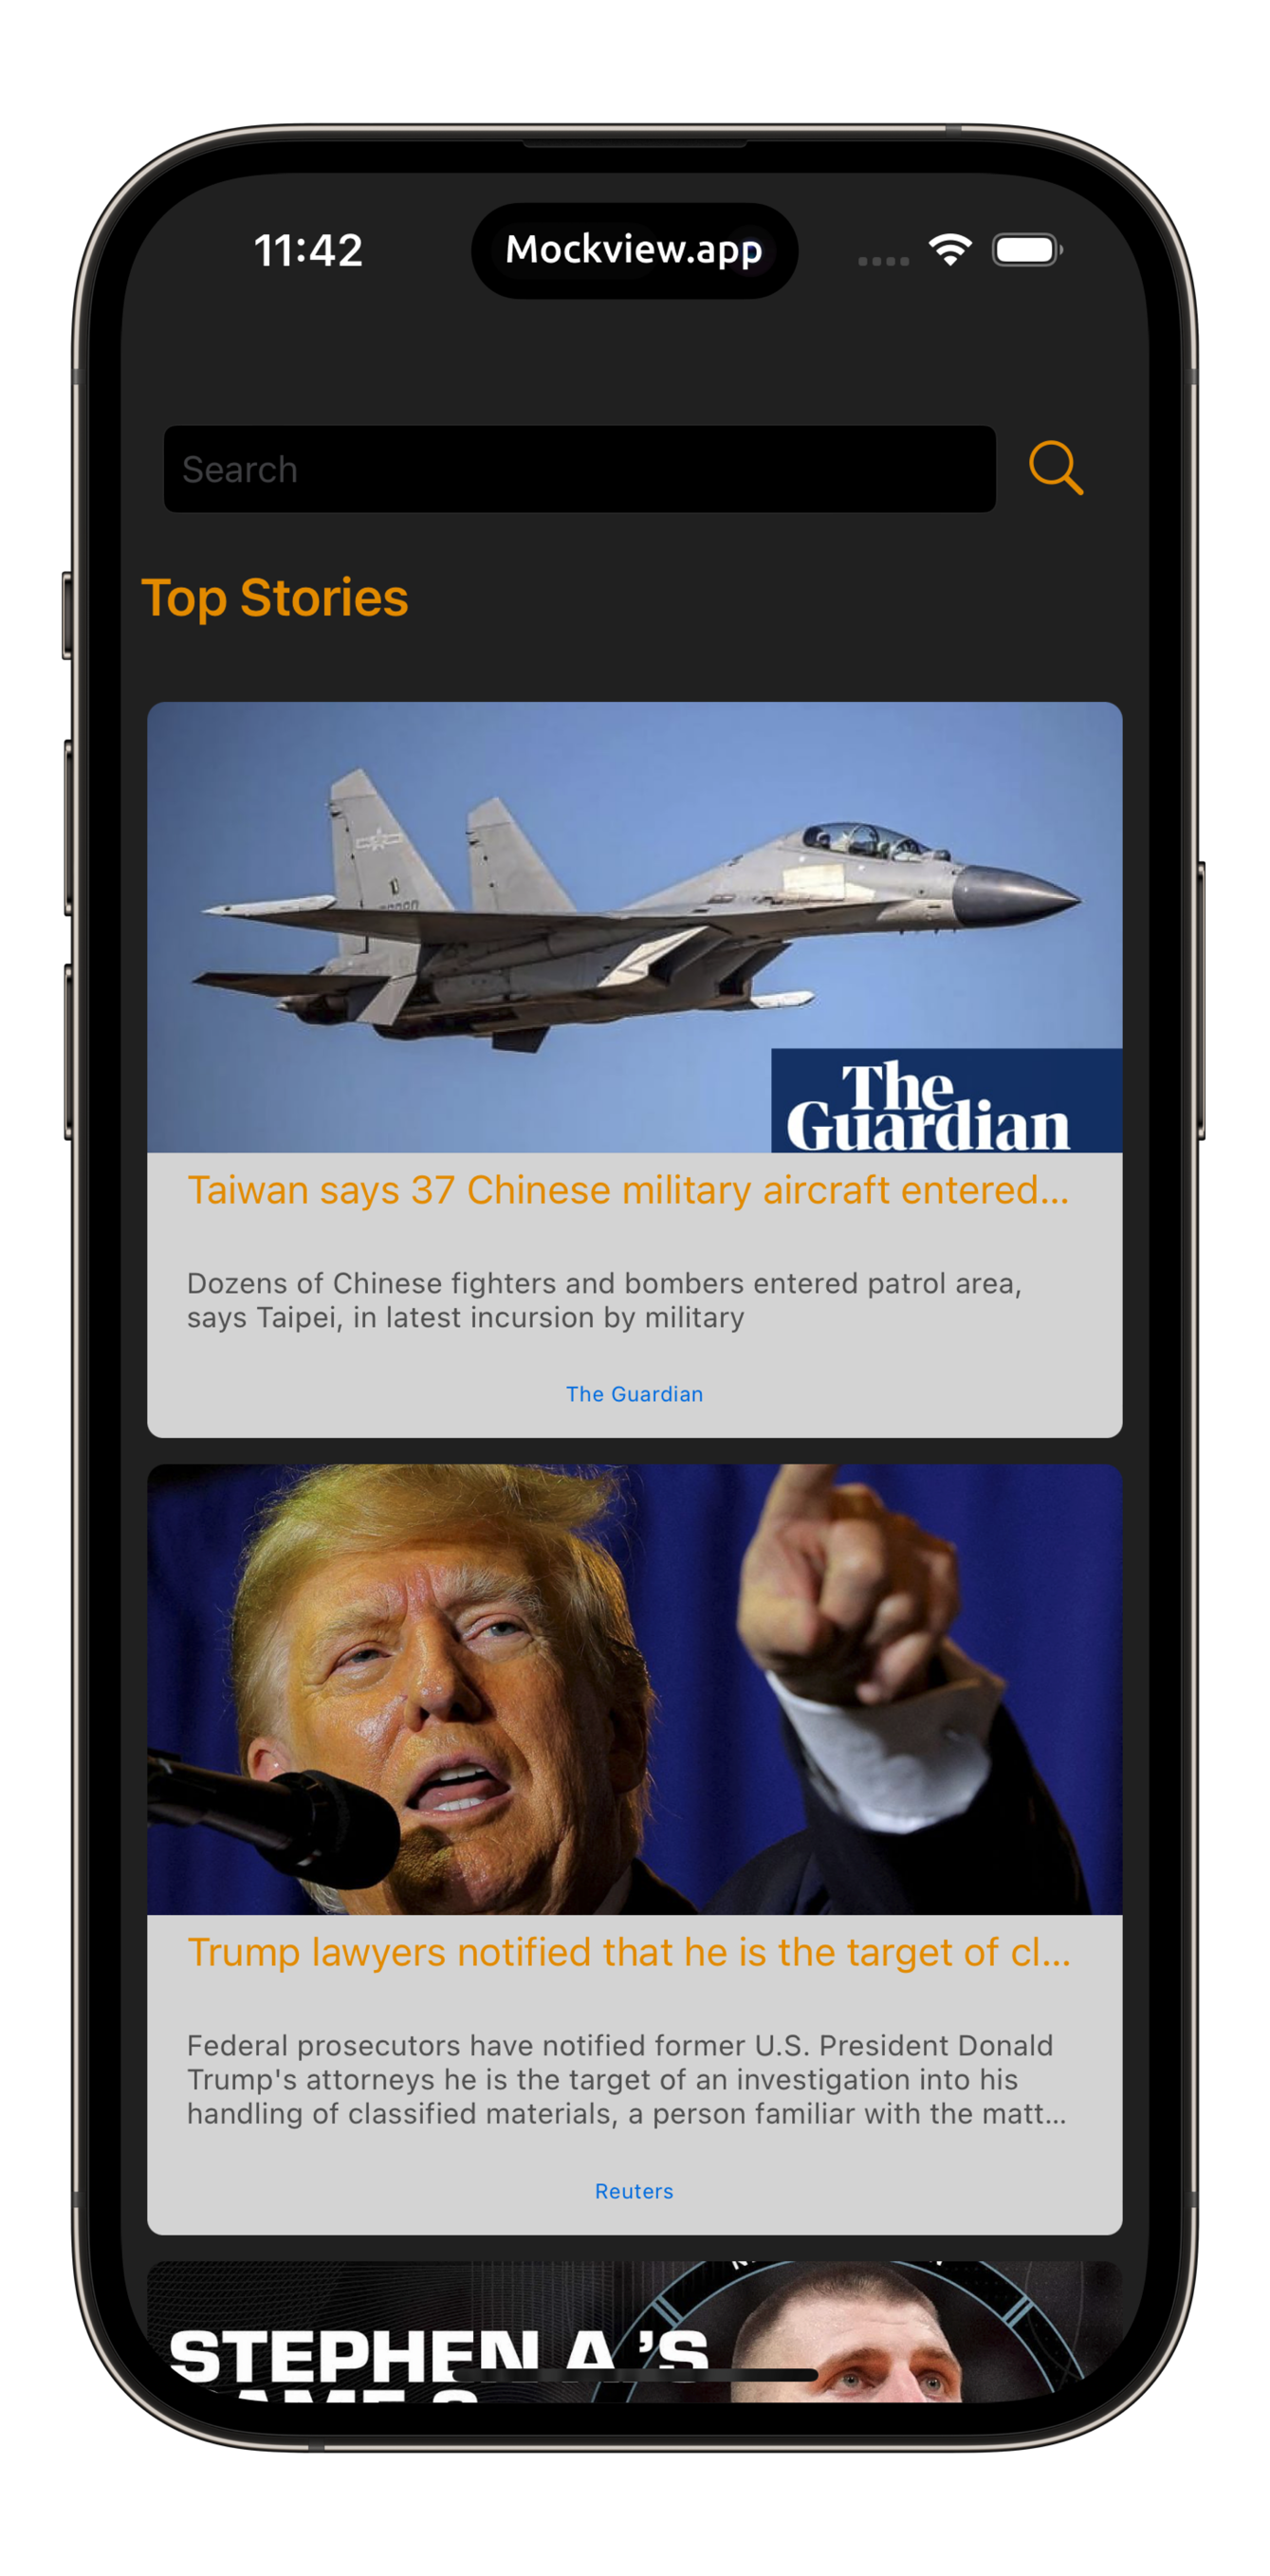 11:42
Mockview.app
Search
Top Stories
The
Guardian
Taiwan says 37 Chinese military aircraft entered...
Dozens of Chinese fighters and bombers entered patrol area,
says Taipei, in latest incursion by military
The Guardian
Trump lawyers notified that he is the target of cl...
Federal prosecutors have notified former U.S. President Donald
Trump's attorneys he is the target of an investigation into his
handling of classified materials, a person familiar with the matt...
Reuters
STEPHEN A.'S